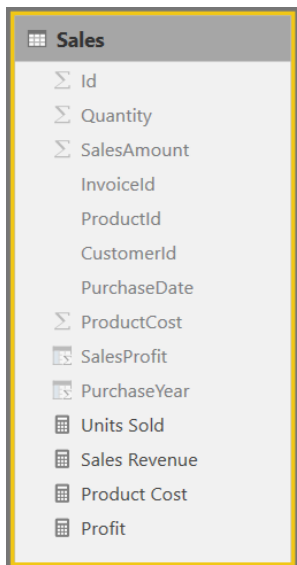 Sales
Id
Quantity
SalesAmount
InvoiceId
ProductId
CustomerId
PurchaseDate
ProductCost
SalesProfit
PurchaseYear
Units Sold
Sales Revenue
Product Cost
Profit